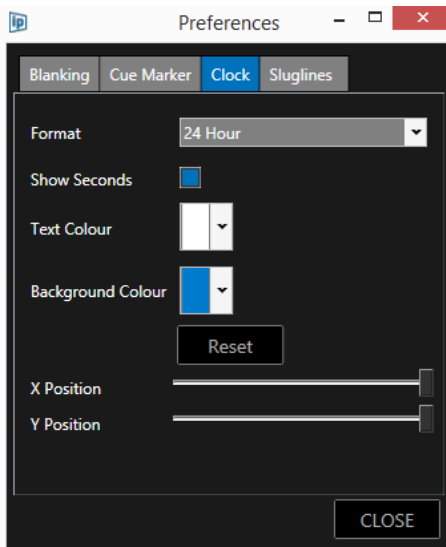 ip Preferences
Blanking Cue Marker Clock Sluglines
Format 24 Hour
Show Seconds
Text Colour
Background Colour
Reset
X Position
Y Position
CLOSE